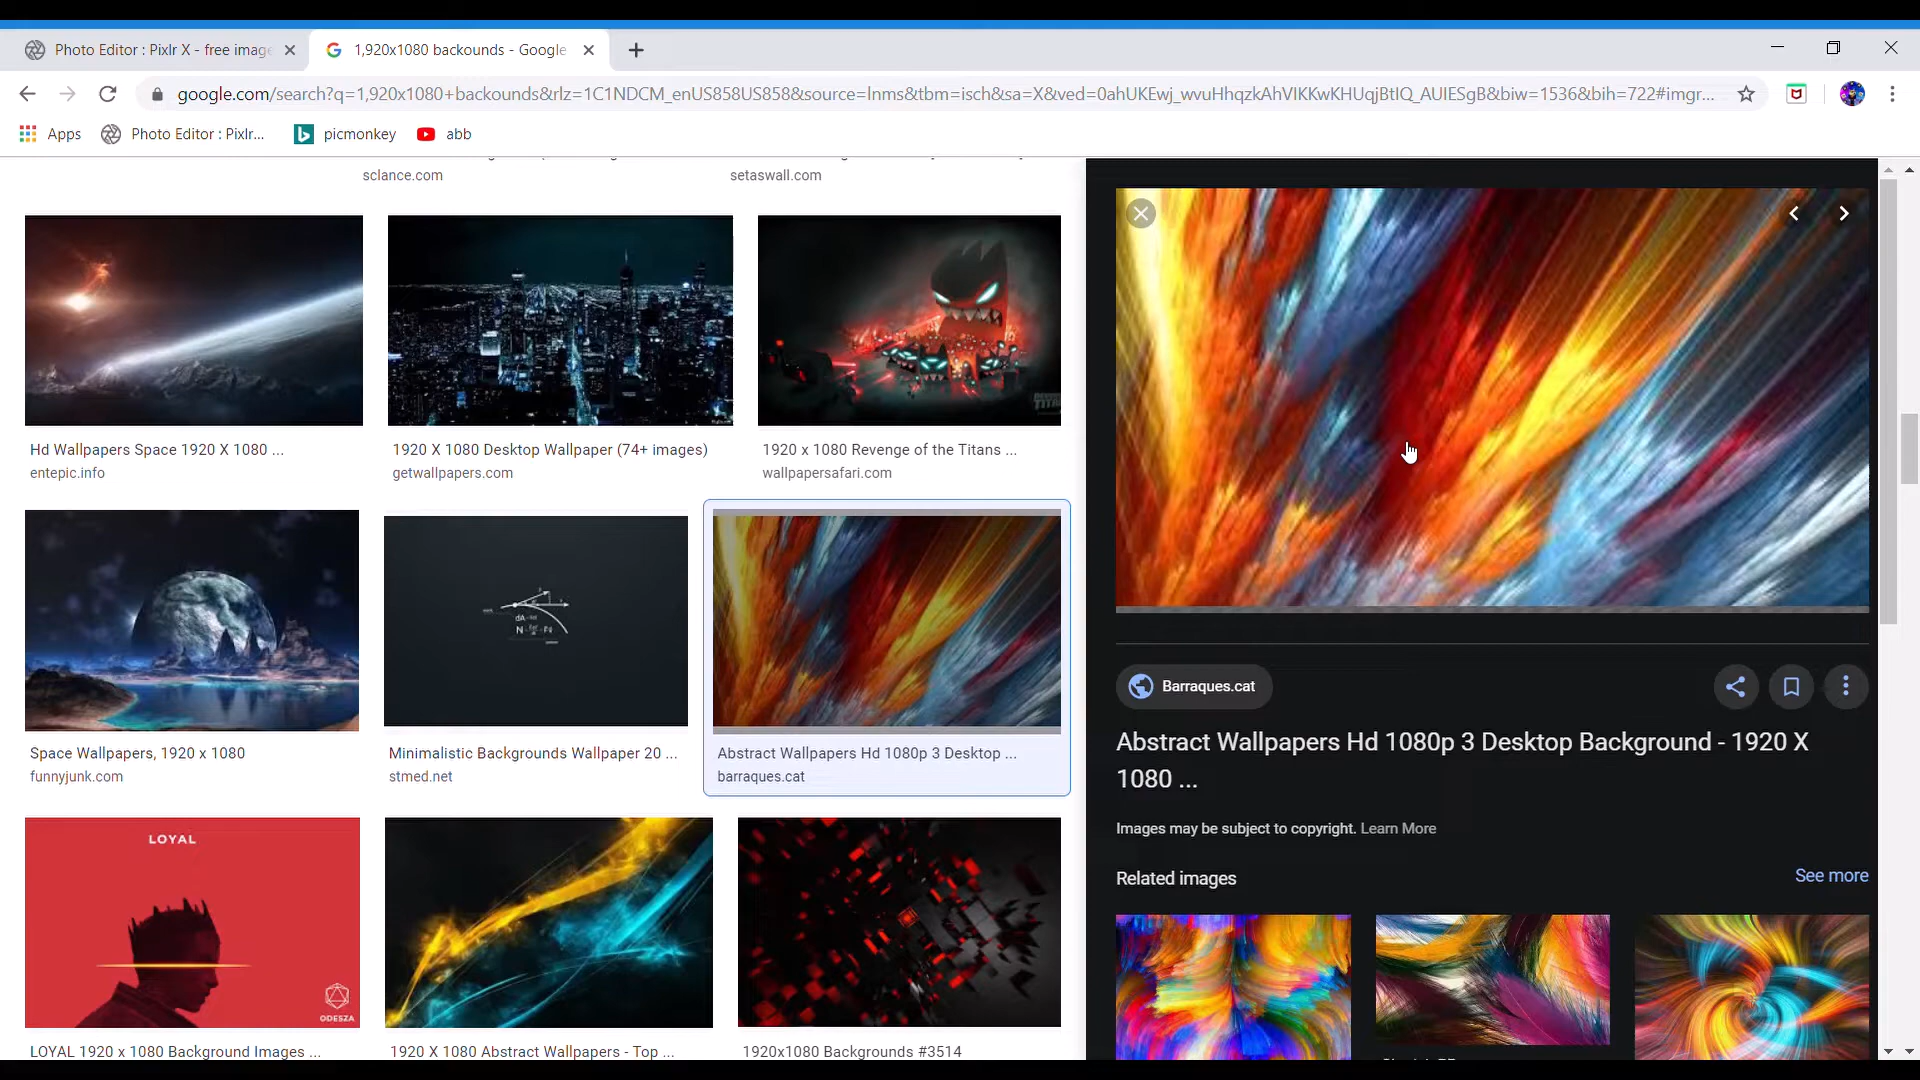 Photo Editor : Pixlr X - free image
1,920x1080 backounds - Google
google.com/search?q=1,920x1080+backounds&rlz=1C1NDCM_enUS858US858&source=lnms&tbm=isch&sa=X&ved=0ahUKEwj_wvuHhqzkAhVIKKwKHUqjBtIQ_AUIESgB&biw=1536&bih=722#imgr...
Apps
Photo Editor : Pixlr...
picmonkey
abb
sclance.com
setaswall.com
Hd Wallpapers Space 1920 X 1080 ...
entepic.info
1920 X 1080 Desktop Wallpaper (74+ images)
getwallpapers.com
1920 x 1080 Revenge of the Titans ...
wallpapersafari.com
Space Wallpapers, 1920 x 1080
funnyjunk.com
Minimalistic Backgrounds Wallpaper 20 ...
stmed.net
Abstract Wallpapers Hd 1080p 3 Desktop ...
barraques.cat
LOYAL
ODESZA
LOYAL 1920 x 1080 Background Images ...
1920 X 1080 Abstract Wallpapers - Top ...
1920x1080 Backgrounds #3514
Barraques.cat
Abstract Wallpapers Hd 1080p 3 Desktop Background - 1920 X
1080 ...
Images may be subject to copyright. Learn More
Related images
See more